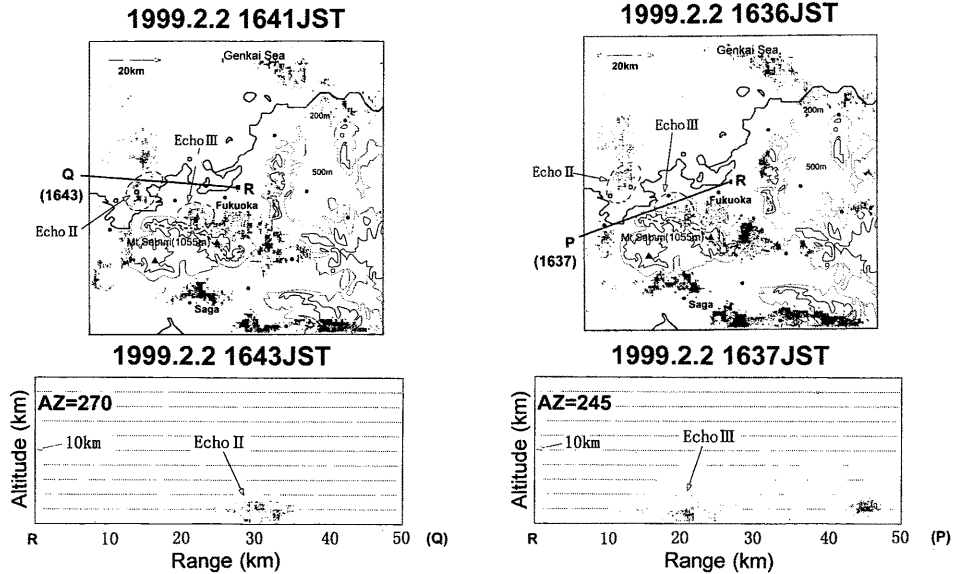 1999.2.2 1641JST
Genkai Sea
20km
200m
Echo III
500m
Q
(1643)
R
Fukuoka
Echo II
Mt Seburi(1055m)
Saga
1999.2.2 1636JST
Genkai Sea
20km
200m
Echo III
500m
Echo II
R
Fukuoka
P
(1637)
Mt Seburi(1055m)
Saga
1999.2.2 1643JST
AZ=270
10km
Echo II
Altitude (km)
R 10 20 30 40 50 (Q)
Range (km)
1999.2.2 1637JST
AZ=245
10km
Echo III
Altitude (km)
R 10 20 30 40 50 (P)
Range (km)